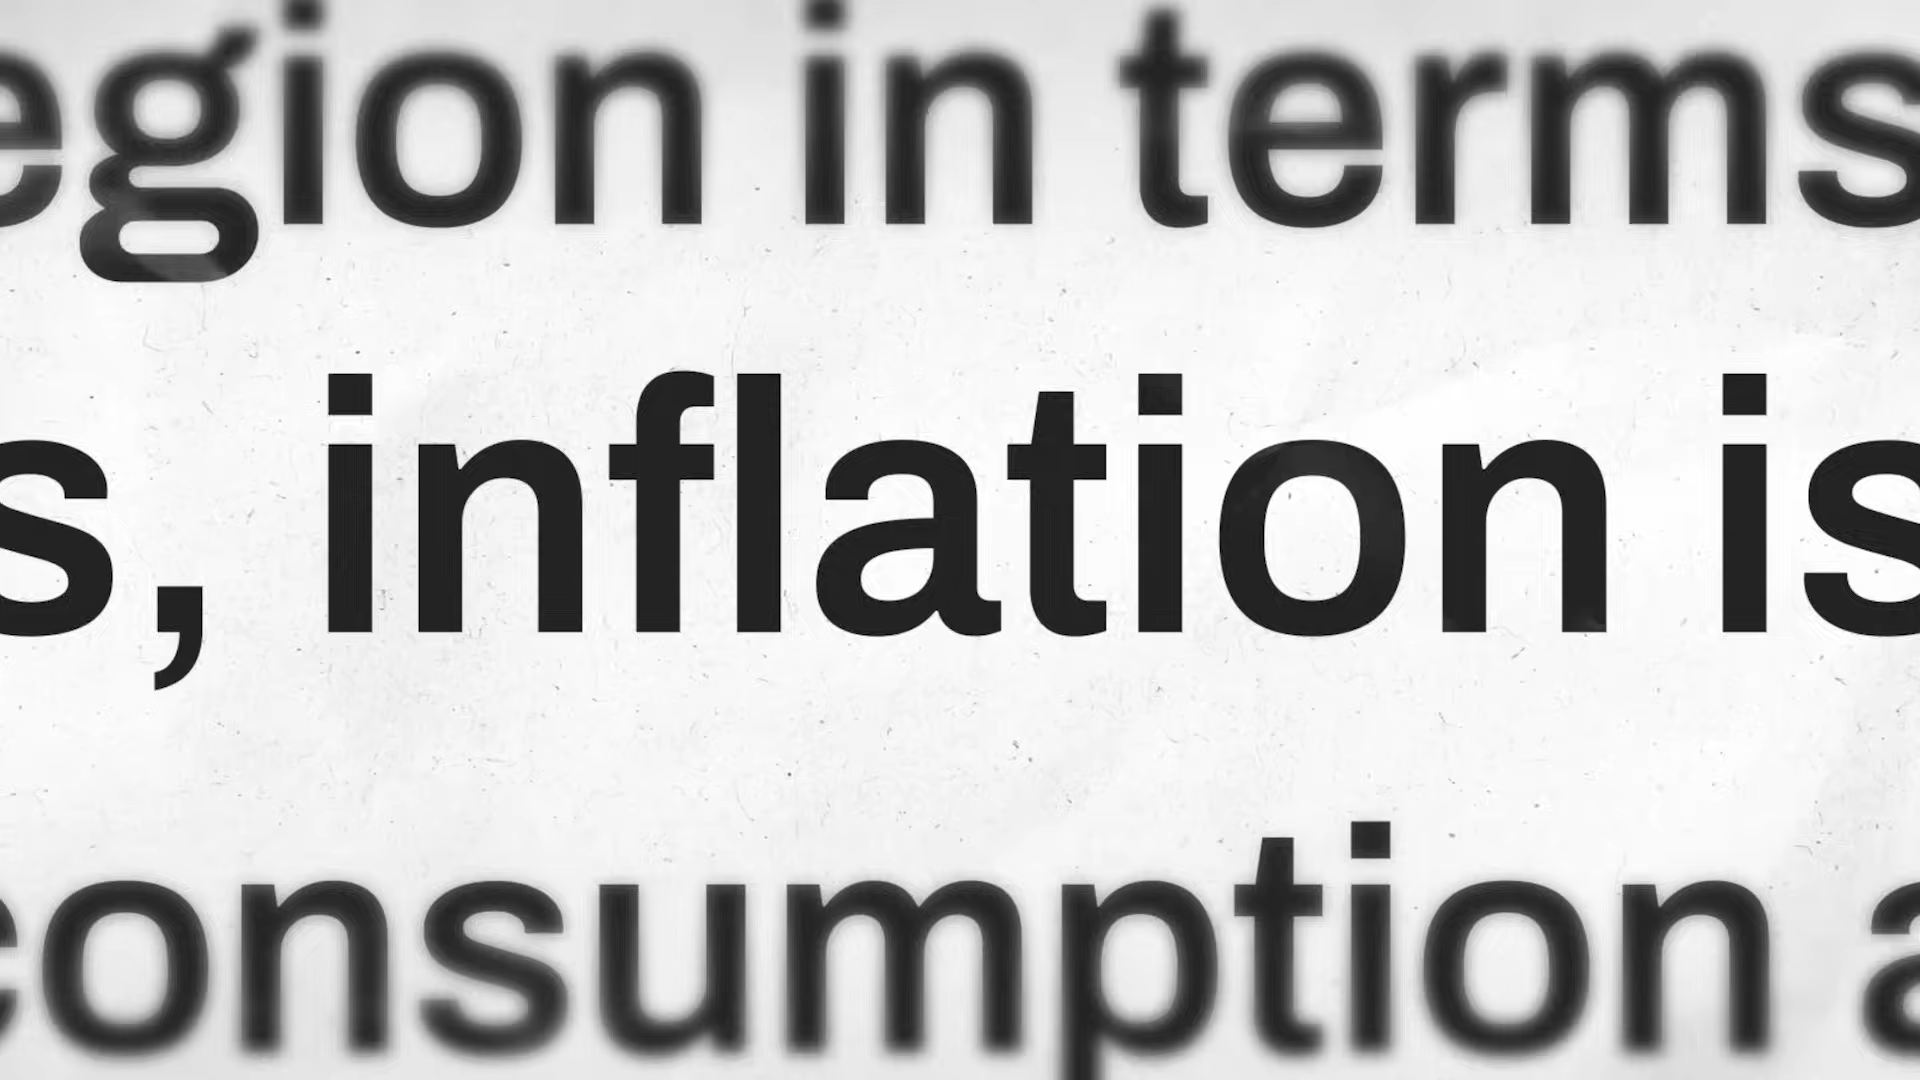 egion in terms
s, inflation is
consumption a